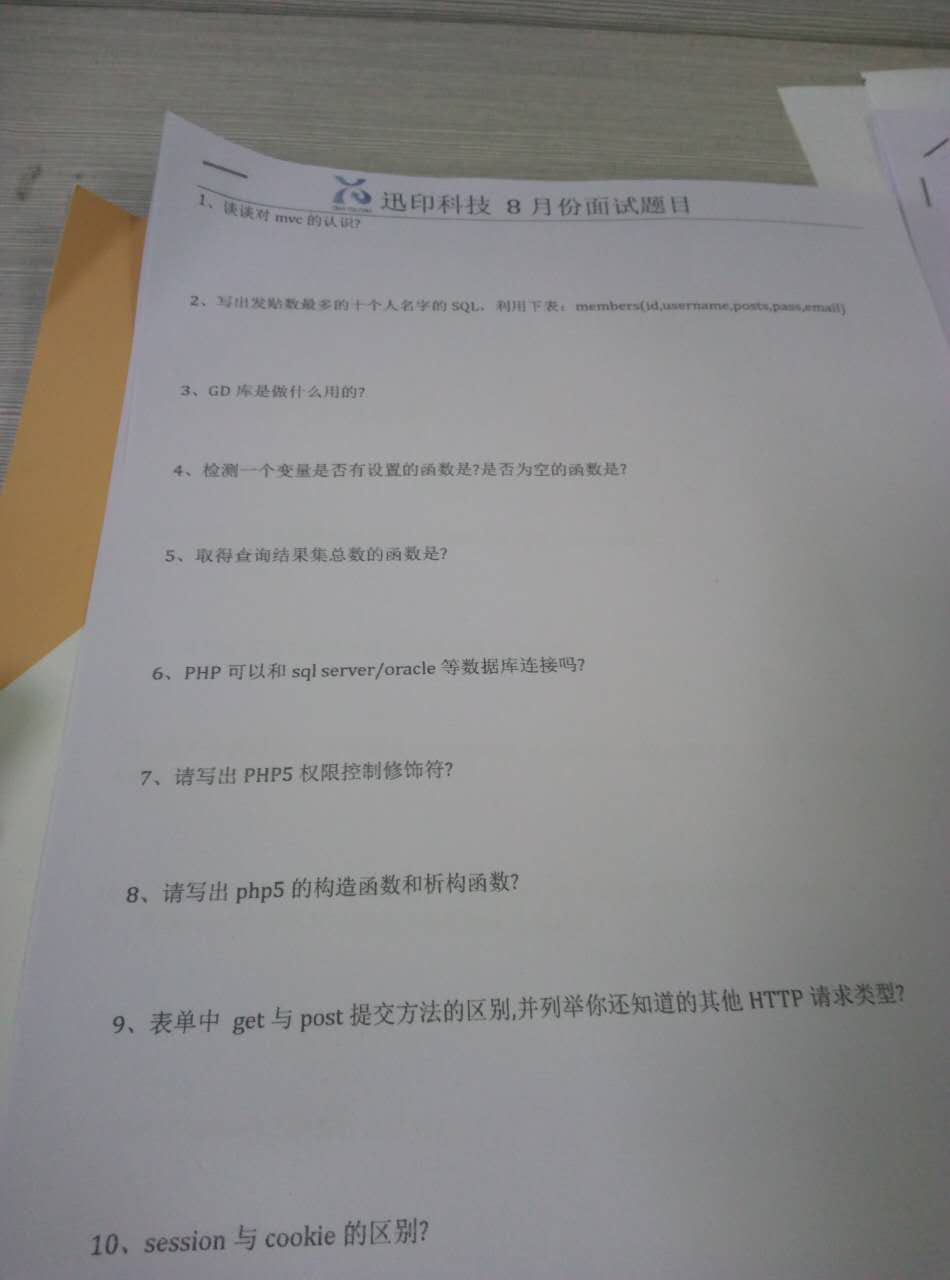 迅印科技 8月份面试题目
1、谈谈对 mvc 的认识?
2、写出发贴数最多的十个人名字的 SQL，利用下表：members(id,username,posts,pass,email)
3、GD 库是做什么用的?
4、检测一个变量是否有设置的函数是?是否为空的函数是?
5、取得查询结果集总数的函数是?
6、PHP 可以和 sql server/oracle 等数据库连接吗?
7、请写出 PHP5 权限控制修饰符?
8、请写出 php5 的构造函数和析构函数?
9、表单中 get 与 post 提交方法的区别,并列举你还知道的其他 HTTP 请求类型?
10、session 与 cookie 的区别?